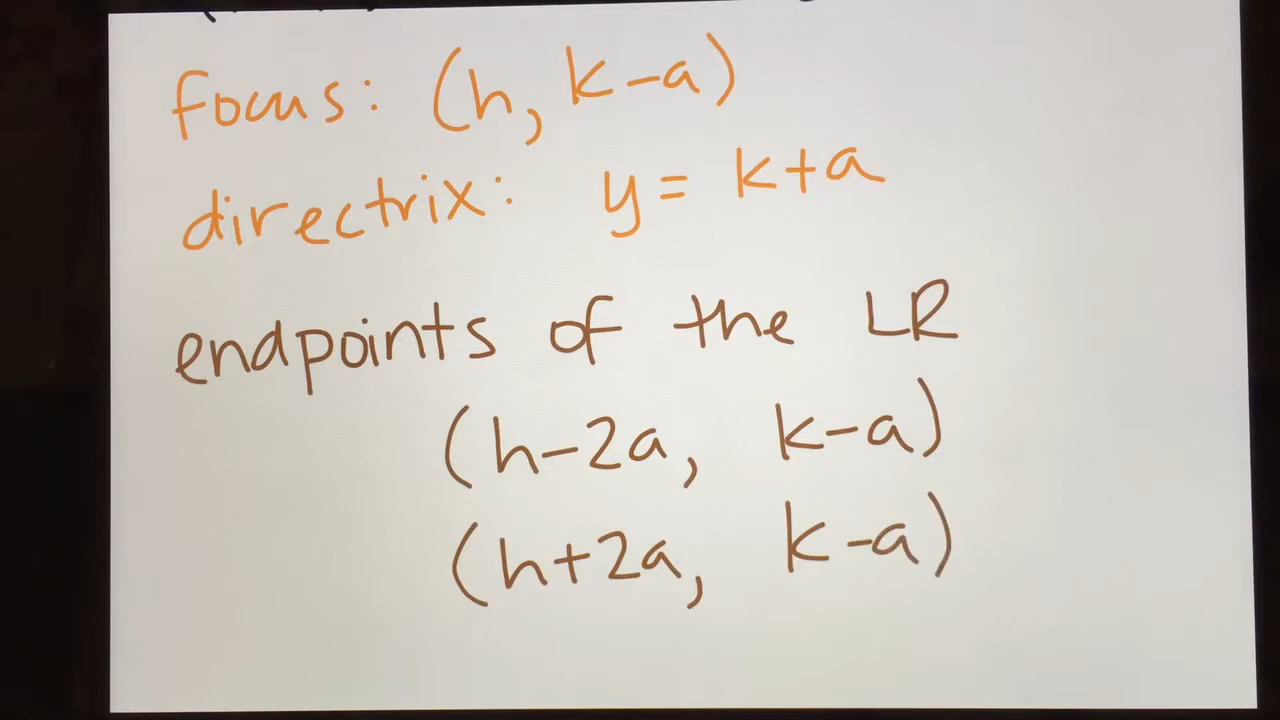 focus: (h, k-a)
directrix: y = k+a
endpoints of the LR
(h-2a, k-a)
(h+2a, k-a)